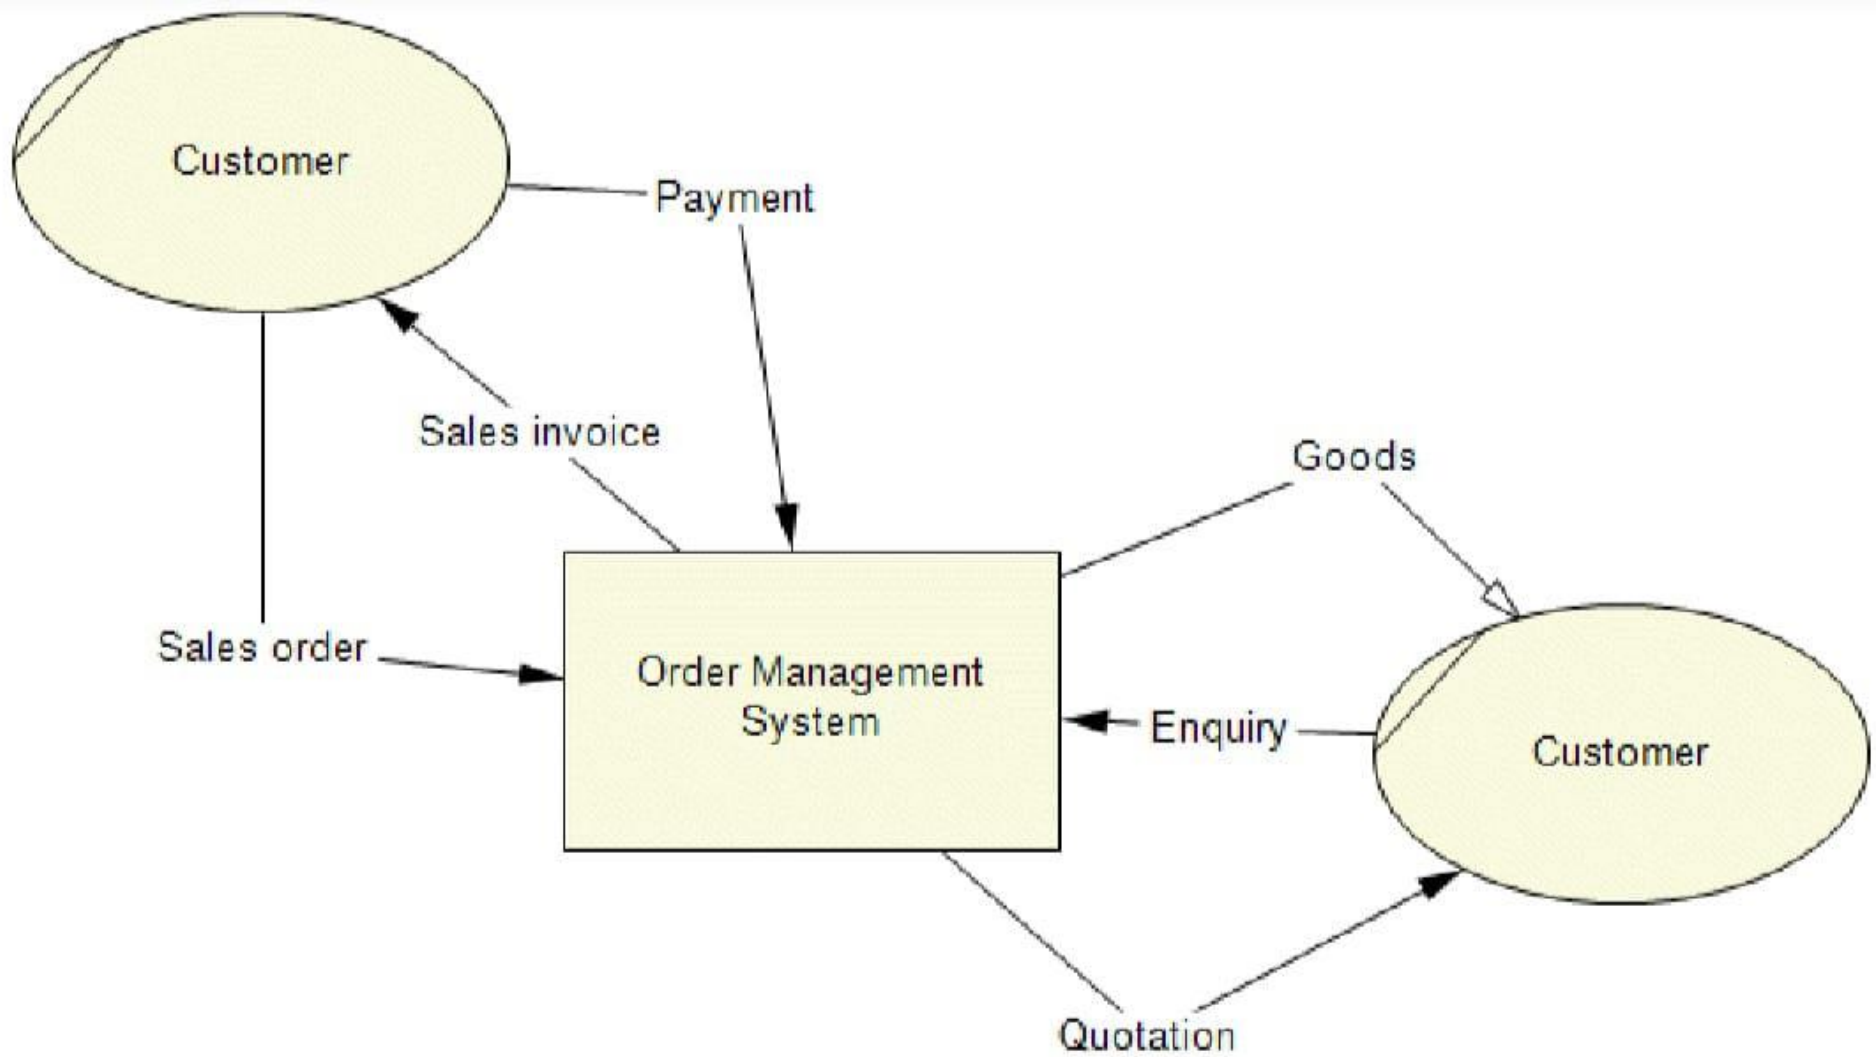 Customer
Payment
Sales invoice
Goods
Sales order
Order Management
System
Enquiry
Customer
Quotation